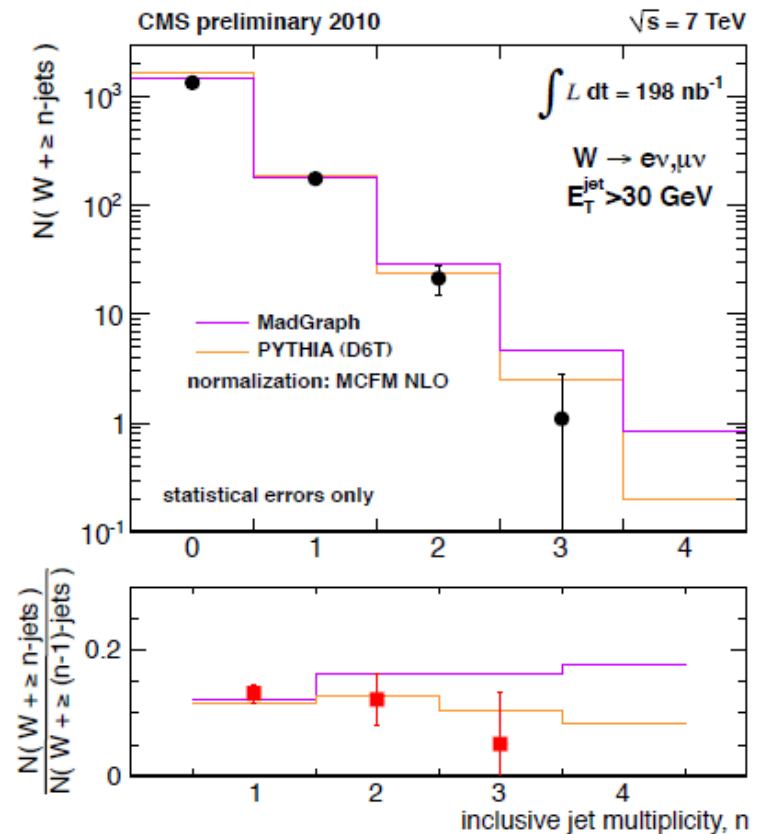 CMS preliminary 2010 √s = 7 TeV
N( W + ≥ n-jets )
10³
10²
10
1
10⁻¹
∫ L dt = 198 nb⁻¹
W → eν,μν
E_T^jet>30 GeV
MadGraph
PYTHIA (D6T)
normalization: MCFM NLO
statistical errors only
0 1 2 3 4
N( W + ≥ n-jets )
N( W + ≥ (n-1)-jets )
0.2
0
1 2 3 4
inclusive jet multiplicity, n